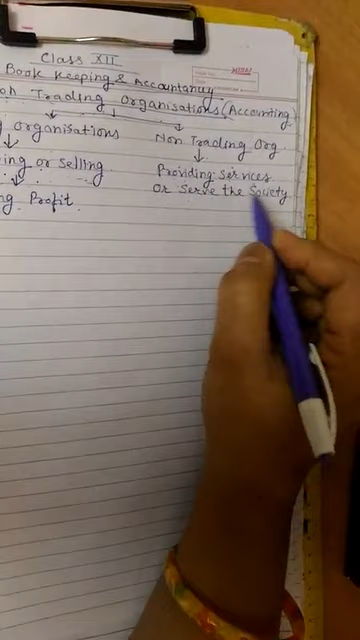 Class XII
Book Keeping & Accountancy
Trading Organisations (Accounting)
Organisations
Non Trading Org.
or Selling
Providing Services
or Serve the Society
Profit